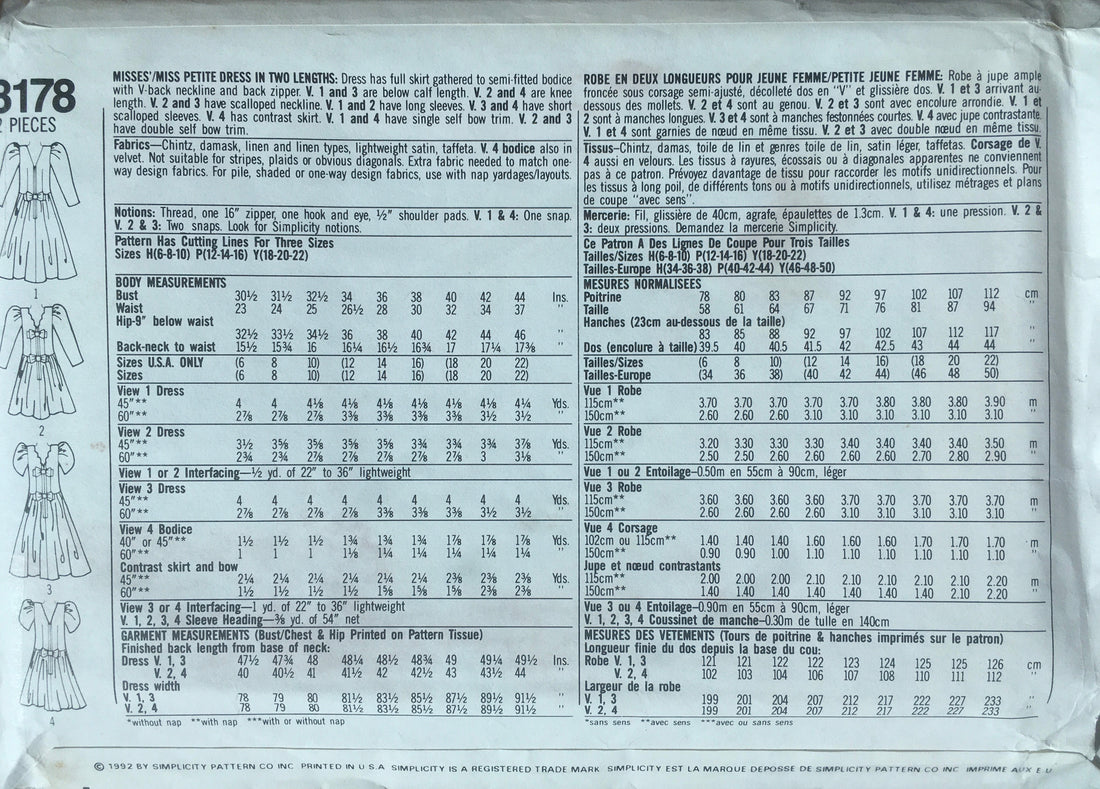 8178
2 PIECES
1
2
3
4
MISSES'/MISS PETITE DRESS IN TWO LENGTHS: Dress has full skirt gathered to semi-fitted bodice
with V-back neckline and back zipper. V. 1 and 3 are below calf length. V. 2 and 4 are knee
length. V. 2 and 3 have scalloped neckline. V. 1 and 2 have long sleeves. V. 3 and 4 have short
scalloped sleeves. V. 4 has contrast skirt. V. 1 and 4 have single self bow trim. V. 2 and 3
have double self bow trim.
Fabrics—Chintz, damask, linen and linen types, lightweight satin, taffeta. V. 4 bodice also in
velvet. Not suitable for stripes, plaids or obvious diagonals. Extra fabric needed to match one-
way design fabrics. For pile, shaded or one-way design fabrics, use with nap yardages/layouts.
Notions: Thread, one 16" zipper, one hook and eye, ½" shoulder pads. V. 1 & 4: One snap.
V. 2 & 3: Two snaps. Look for Simplicity notions.
Pattern Has Cutting Lines For Three Sizes
Sizes H(6-8-10) P(12-14-16) Y(18-20-22)
BODY MEASUREMENTS
Bust 30½ 31½ 32½ 34 36 38 40 42 44 Ins.
Waist 23 24 25 26½ 28 30 32 34 37 "
Hip-9" below waist
32½ 33½ 34½ 36 38 40 42 44 46 "
Back-neck to waist 15½ 15¾ 16 16¼ 16½ 16¾ 17 17¼ 17⅜ "
Sizes U.S.A. ONLY (6 8 10) (12 14 16) (18 20 22)
Sizes (6 8 10) (12 14 16) (18 20 22)
View 1 Dress
45"** 4 4 4⅛ 4⅛ 4⅛ 4⅛ 4⅛ 4⅛ 4¼ Yds.
60"** 2⅞ 2⅞ 2⅞ 3⅜ 3⅜ 3⅜ 3⅜ 3½ 3½ "
View 2 Dress
45"** 3½ 3⅝ 3⅝ 3⅝ 3⅝ 3¾ 3¾ 3¾ 3⅞ Yds.
60"** 2¾ 2¾ 2⅞ 2⅞ 2⅞ 2⅞ 2⅞ 3 3⅛ "
View 1 or 2 Interfacing—½ yd. of 22" to 36" lightweight
View 3 Dress
45"** 4 4 4 4 4 4 4 4 4 Yds.
60"** 2⅞ 2⅞ 2⅞ 2⅞ 3⅜ 3⅜ 3⅜ 3½ 3½ "
View 4 Bodice
40" or 45"** 1½ 1½ 1½ 1¾ 1¾ 1¾ 1⅞ 1⅞ 1⅞ Yds.
60"** 1 1 1 1⅛ 1¼ 1¼ 1¼ 1¼ 1¼ "
Contrast skirt and bow
45"** 2¼ 2¼ 2¼ 2¼ 2¼ 2¼ 2⅜ 2⅜ 2⅜ Yds.
60"** 1½ 1½ 1½ 1½ 1⅝ 1⅝ 2⅜ 2⅜ 2⅜ "
View 3 or 4 Interfacing—1 yd. of 22" to 36" lightweight
V. 1, 2, 3, 4 Sleeve Heading—⅜ yd. of 54" net
GARMENT MEASUREMENTS (Bust/Chest & Hip Printed on Pattern Tissue)
Finished back length from base of neck:
Dress V. 1, 3 47½ 47¾ 48 48¼ 48½ 48¾ 49 49¼ 49½ Ins.
V. 2, 4 40 40½ 41 41½ 42 42½ 43 43½ 44 "
Dress width
V. 1, 3 78 79 80 81½ 83½ 85½ 87½ 89½ 91½ "
V. 2, 4 78 79 80 81½ 83½ 85½ 87½ 89½ 91½ "
*without nap **with nap ***with or without nap
ROBE EN DEUX LONGUEURS POUR JEUNE FEMME/PETITE JEUNE FEMME: Robe à jupe ample
froncée sous corsage semi-ajusté, décolleté dos en "V" et glissière dos. V. 1 et 3 arrivant au-
dessous des mollets. V. 2 et 4 sont au genou. V. 2 et 3 sont avec encolure arrondie. V. 1 et
2 sont à manches longues. V. 3 et 4 sont à manches festonnées courtes. V. 4 avec jupe contrastante.
V. 1 et 4 sont garnies de nœud en même tissu. V. 2 et 3 avec double nœud en même tissu.
Tissus—Chintz, damas, toile de lin et genres toile de lin, satin léger, taffetas. Corsage de V.
4 aussi en velours. Les tissus à rayures, écossais ou à diagonales apparentes ne conviennent
pas à ce patron. Prévoyez davantage de tissu pour raccorder les motifs unidirectionnels. Pour
les tissus à long poil, de différents tons ou à motifs unidirectionnels, utilisez métrages et plans
de coupe "avec sens".
Mercerie: Fil, glissière de 40cm, agrafe, épaulettes de 1.3cm. V. 1 & 4: une pression. V. 2 &
3: deux pressions. Demandez la mercerie Simplicity.
Ce Patron A Des Lignes De Coupe Pour Trois Tailles
Tailles/Sizes H(6-8-10) P(12-14-16) Y(18-20-22)
Tailles-Europe H(34-36-38) P(40-42-44) Y(46-48-50)
MESURES NORMALISEES
Poitrine 78 80 83 87 92 97 102 107 112 cm
Taille 58 61 64 67 71 76 81 87 94 "
Hanches (23cm au-dessous de la taille)
83 85 88 92 97 102 107 112 117 "
Dos (encolure à taille) 39.5 40 40.5 41.5 42 42.5 43 44 44 "
Tailles/Sizes (6 8 10) (12 14 16) (18 20 22)
Tailles-Europe (34 36 38) (40 42 44) (46 48 50)
Vue 1 Robe
115cm** 3.70 3.70 3.70 3.70 3.70 3.80 3.80 3.80 3.90 m
150cm** 2.60 2.60 2.60 3.10 3.10 3.10 3.10 3.10 3.10 "
Vue 2 Robe
115cm** 3.20 3.30 3.30 3.30 3.40 3.40 3.40 3.40 3.50 m
150cm** 2.50 2.50 2.60 2.60 2.60 2.60 2.70 2.80 2.90 "
Vue 1 ou 2 Entoilage–0.50m en 55cm à 90cm, léger
Vue 3 Robe
115cm** 3.60 3.60 3.60 3.60 3.70 3.70 3.70 3.70 3.70 m
150cm** 2.60 2.60 2.60 2.60 3.10 3.10 3.10 3.10 3.10 "
Vue 4 Corsage
102cm ou 115cm** 1.40 1.40 1.40 1.60 1.60 1.60 1.70 1.70 1.70 m
150cm** 0.90 0.90 1.00 1.10 1.10 1.10 1.10 1.10 1.10 "
Jupe et nœud contrastants
115cm** 2.00 2.00 2.00 2.10 2.10 2.10 2.10 2.10 2.20 m
150cm** 1.40 1.40 1.40 1.40 1.40 1.40 1.40 2.10 2.20 "
Vue 3 ou 4 Entoilage–0.90m en 55cm à 90cm, léger
V. 1, 2, 3, 4 Coussinet de manche–0.30m de tulle en 140cm
MESURES DES VETEMENTS (Tours de poitrine & hanches imprimés sur le patron)
Longueur finie du dos depuis la base du cou:
Robe V. 1, 3 121 121 122 122 123 124 125 125 126 cm
V. 2, 4 102 103 104 106 107 108 110 111 112 "
Largeur de la robe
V. 1, 3 199 201 204 207 212 217 222 227 233 "
V. 2, 4 199 201 204 207 212 217 222 227 233 "
*sans sens **avec sens ***avec ou sans sens
© 1992 BY SIMPLICITY PATTERN CO INC PRINTED IN U S A SIMPLICITY IS A REGISTERED TRADE MARK SIMPLICITY EST LA MARQUE DEPOSSE DE SIMPLICITY PATTERN CO INC IMPRIME AUX E U